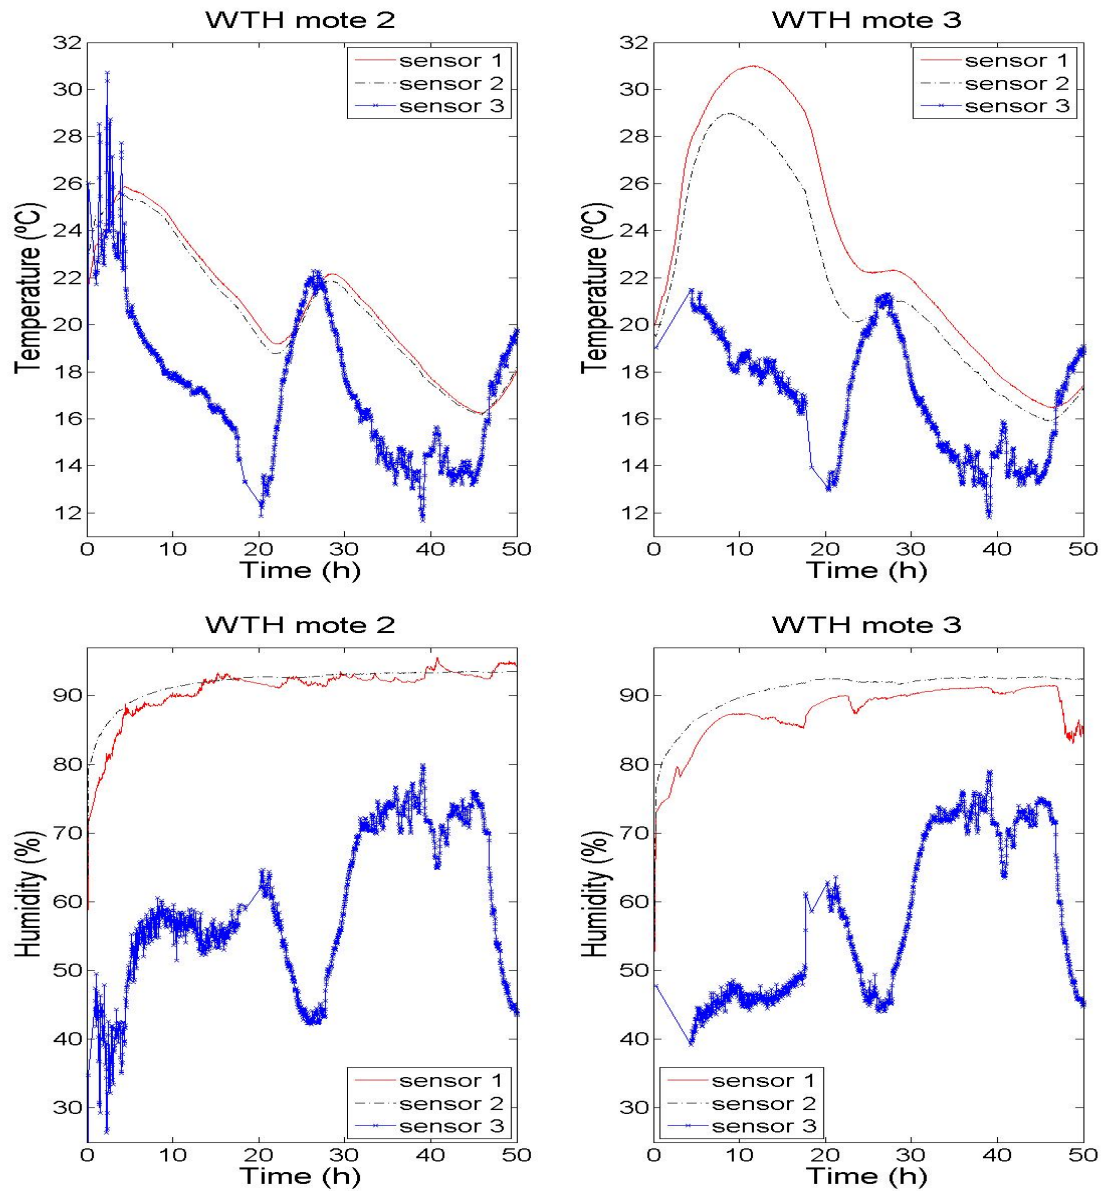 WTH mote 2
32
30
28
26
24
22
20
18
16
14
12
Temperature (ºC)
sensor 1
sensor 2
sensor 3
0 10 20 30 40 50
Time (h)
WTH mote 3
32
30
28
26
24
22
20
18
16
14
12
Temperature (ºC)
sensor 1
sensor 2
sensor 3
0 10 20 30 40 50
Time (h)
WTH mote 2
90
80
70
60
50
40
30
Humidity (%)
sensor 1
sensor 2
sensor 3
0 10 20 30 40 50
Time (h)
WTH mote 3
90
80
70
60
50
40
30
Humidity (%)
sensor 1
sensor 2
sensor 3
0 10 20 30 40 50
Time (h)